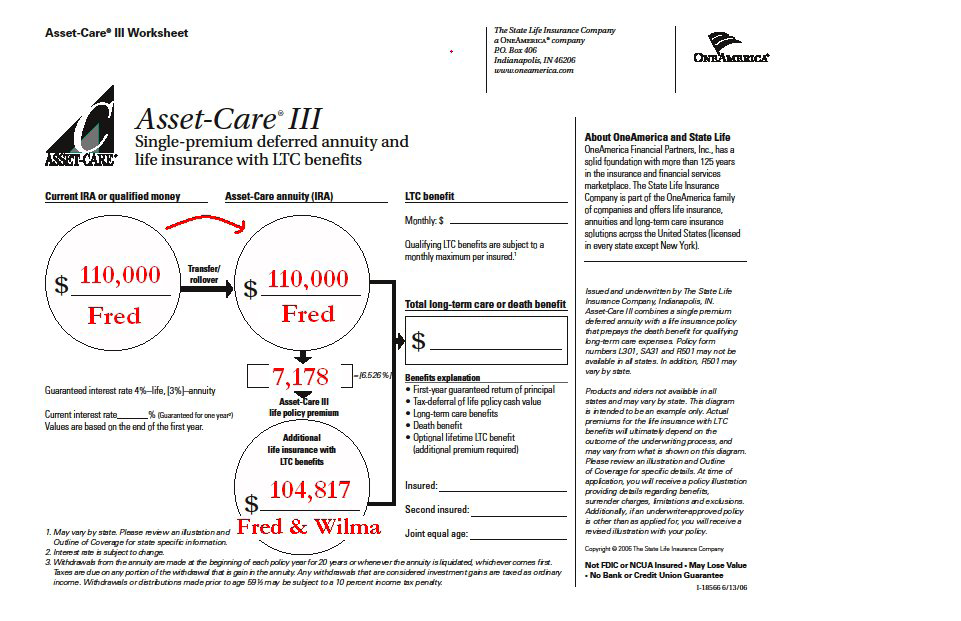 Asset-Care® III Worksheet
The State Life Insurance Company
a ONEAMERICA® company
P.O. Box 406
Indianapolis, IN 46206
www.oneamerica.com
ONEAMERICA®
C
ASSET-CARE®
Asset-Care® III
Single-premium deferred annuity and
life insurance with LTC benefits
Current IRA or qualified money
Asset-Care annuity (IRA)
$ 110,000
Fred
Transfer/
rollover
$ 110,000
Fred
7,178
=[6.526%]
Asset-Care III
life policy premium
Additional
life insurance with
LTC benefits
$ 104,817
Fred & Wilma
Guaranteed interest rate 4%–life, [3%]–annuity
Current interest rate______% (Guaranteed for one year²)
Values are based on the end of the first year.
LTC benefit
Monthly: $
Qualifying LTC benefits are subject to a
monthly maximum per insured.¹
Total long-term care or death benefit
$
Benefits explanation
• First-year guaranteed return of principal
• Tax-deferral of life policy cash value
• Long-term care benefits
• Death benefit
• Optional lifetime LTC benefit
(additional premium required)
Insured:
Second insured:
Joint equal age:
1. May vary by state. Please review an illustation and
Outline of Coverage for state specific information.
2. Interest rate is subject to change.
3. Withdrawals from the annuity are made at the beginning of each policy year for 20 years or whenever the annuity is liquidated, whichever comes first.
Taxes are due on any portion of the withdrawal that is gain in the annuity. Any withdrawals that are considered investment gains are taxed as ordinary
income. Withdrawals or distributions made prior to age 59½ may be subject to a 10 percent income tax penalty.
About OneAmerica and State Life
OneAmerica Financial Partners, Inc., has a
solid foundation with more than 125 years
in the insurance and financial services
marketplace. The State Life Insurance
Company is part of the OneAmerica family
of companies and offers life insurance,
annuities and long-term care insurance
solutions across the United States (licensed
in every state except New York).
Issued and underwritten by The State Life
Insurance Company, Indianapolis, IN.
Asset-Care III combines a single premium
deferred annuity with a life insurance policy
that prepays the death benefit for qualifying
long-term care expenses. Policy form
numbers L301, SA31 and R501 may not be
available in all states. In addition, R501 may
vary by state.
Products and riders not available in all
states and may vary by state. This diagram
is intended to be an example only. Actual
premiums for the life insurance with LTC
benefits will ultimately depend on the
outcome of the underwriting process, and
may vary from what is shown on this diagram.
Please review an illustration and Outline
of Coverage for specific details. At time of
application, you will receive a policy illustration
providing details regarding benefits,
surrender charges, limitations and exclusions.
Additionally, if an underwriter-approved policy
is other than as applied for, you will receive a
revised illustration with your policy.
Copyright © 2006 The State Life Insurance Company
Not FDIC or NCUA Insured • May Lose Value
• No Bank or Credit Union Guarantee
I-18566 6/13/06